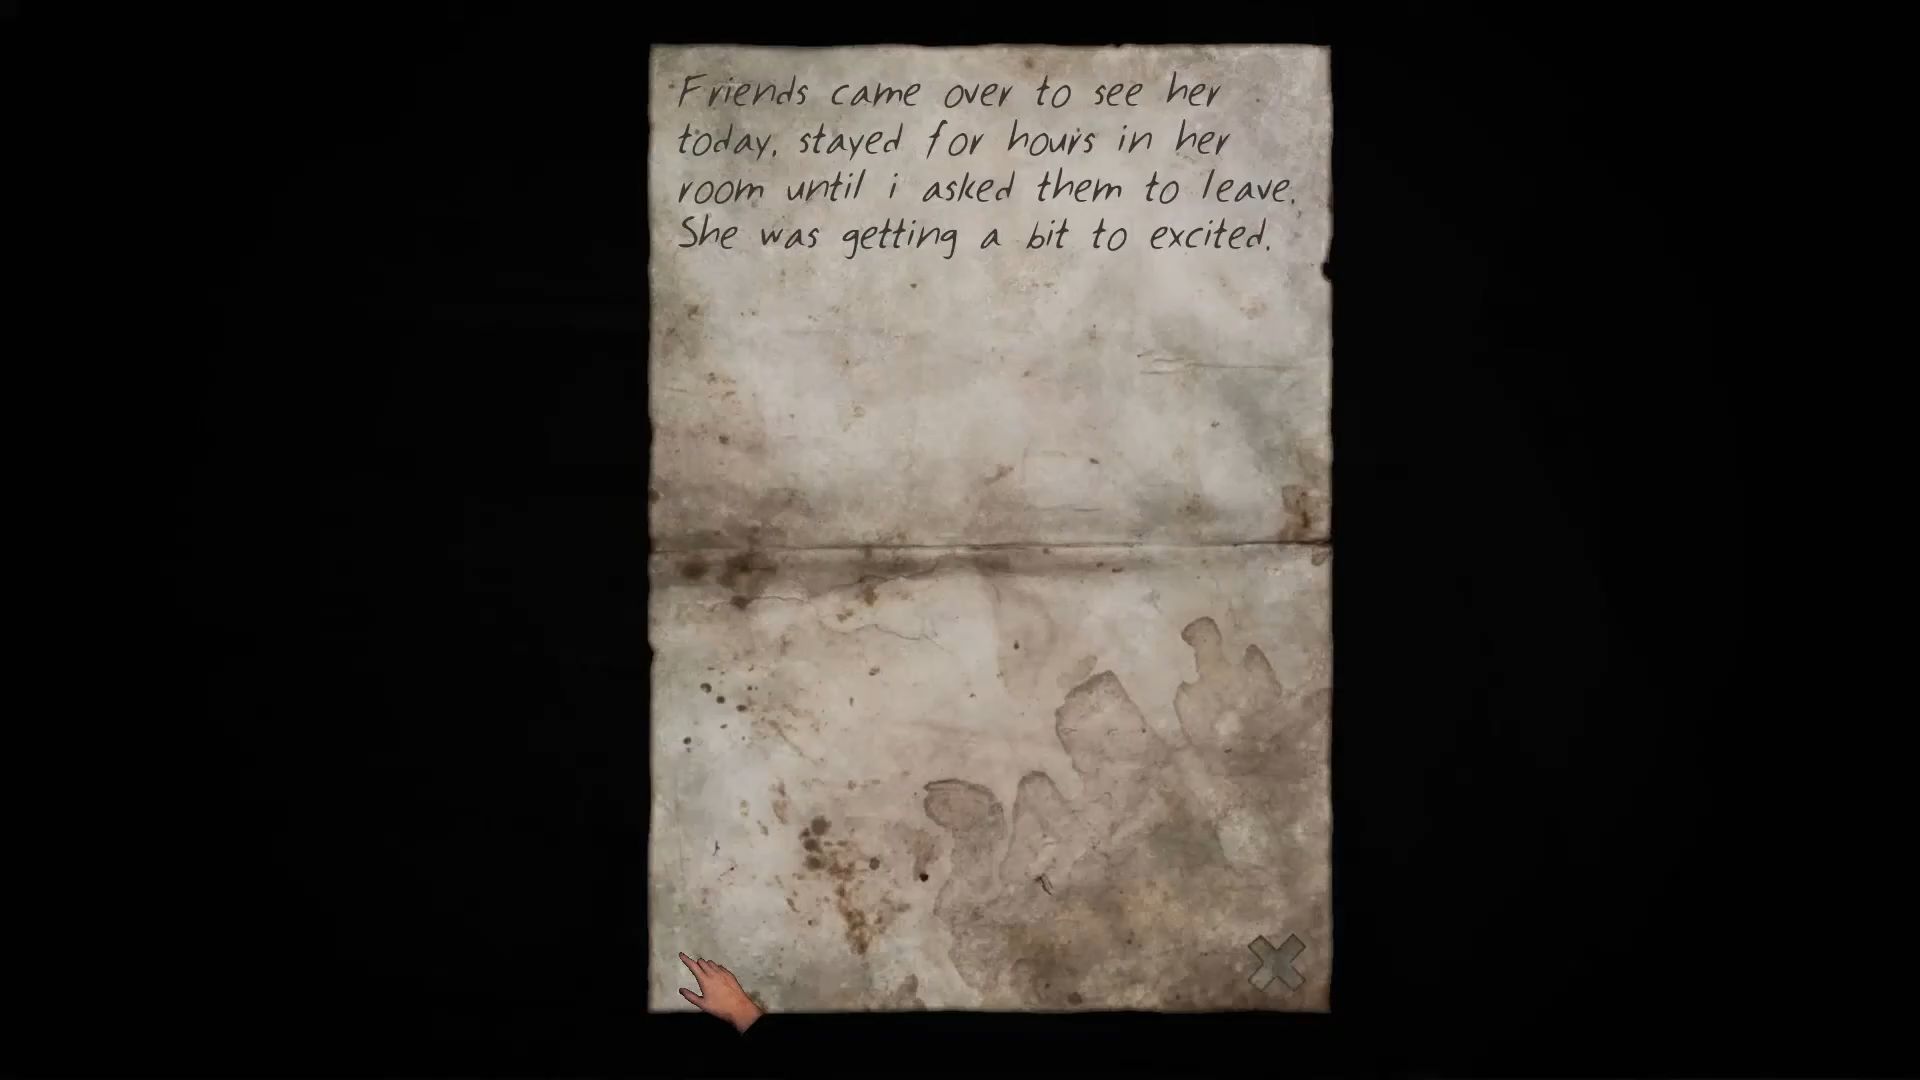 Friends came over to see her
today, stayed for hours in her
room until i asked them to leave.
She was getting a bit to excited.